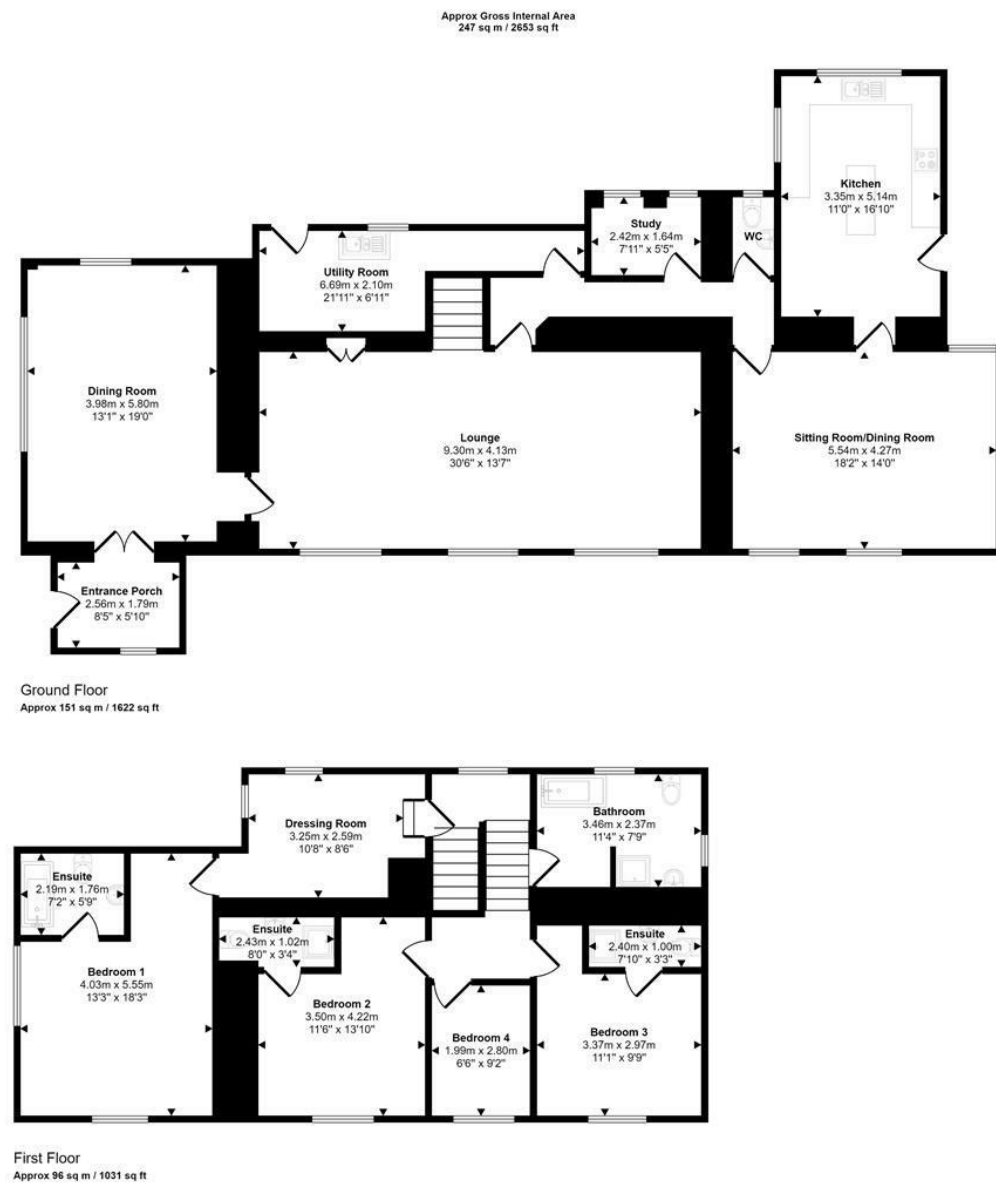 Approx Gross Internal Area
247 sq m / 2653 sq ft
Kitchen
3.35m x 5.14m
11'0" x 16'10"
Study
2.42m x 1.64m
7'11" x 5'5"
WC
Utility Room
6.69m x 2.10m
21'11" x 6'11"
Dining Room
3.98m x 5.80m
13'1" x 19'0"
Lounge
9.30m x 4.13m
30'6" x 13'7"
Sitting Room/Dining Room
5.54m x 4.27m
18'2" x 14'0"
Entrance Porch
2.56m x 1.79m
8'5" x 5'10"
Ground Floor
Approx 151 sq m / 1622 sq ft
Dressing Room
3.25m x 2.59m
10'8" x 8'6"
Bathroom
3.46m x 2.37m
11'4" x 7'9"
Ensuite
2.19m x 1.76m
7'2" x 5'9"
Ensuite
2.43m x 1.02m
8'0" x 3'4"
Ensuite
2.40m x 1.00m
7'10" x 3'3"
Bedroom 1
4.03m x 5.55m
13'3" x 18'3"
Bedroom 2
3.50m x 4.22m
11'6" x 13'10"
Bedroom 4
1.99m x 2.80m
6'6" x 9'2"
Bedroom 3
3.37m x 2.97m
11'1" x 9'9"
First Floor
Approx 96 sq m / 1031 sq ft